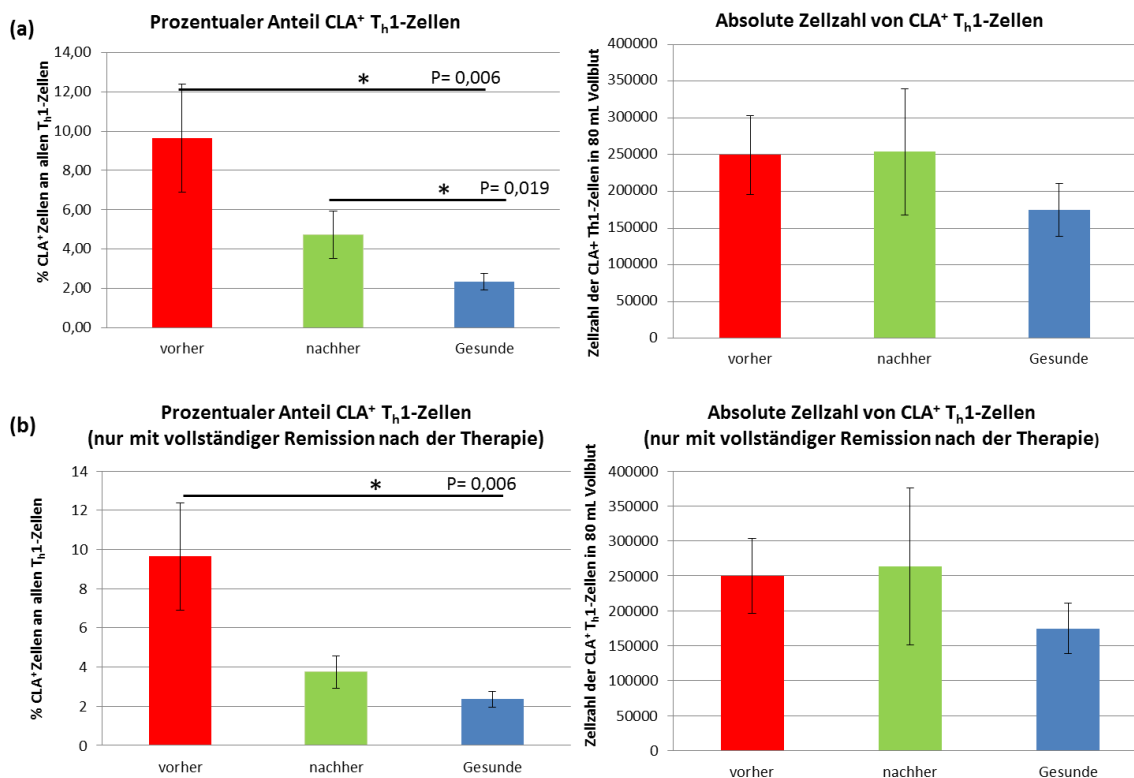 (a)
Prozentualer Anteil CLA⁺ Tₕ1-Zellen
% CLA⁺Zellen an allen Tₕ1-Zellen
14,00
12,00
10,00
8,00
6,00
4,00
2,00
0,00
* P= 0,006
* P= 0,019
vorher nachher Gesunde
Absolute Zellzahl von CLA⁺ Tₕ1-Zellen
Zellzahl der CLA+ Th1-Zellen in 80 mL Vollblut
400000
350000
300000
250000
200000
150000
100000
50000
0
vorher nachher Gesunde
(b)
Prozentualer Anteil CLA⁺ Tₕ1-Zellen
(nur mit vollständiger Remission nach der Therapie)
% CLA⁺Zellen an allen Tₕ1-Zellen
14
12
10
8
6
4
2
0
* P= 0,006
vorher nachher Gesunde
Absolute Zellzahl von CLA⁺ Tₕ1-Zellen
(nur mit vollständiger Remission nach der Therapie)
Zellzahl der CLA⁺ Tₕ1-Zellen in 80 mL Vollblut
400000
350000
300000
250000
200000
150000
100000
50000
0
vorher nachher Gesunde